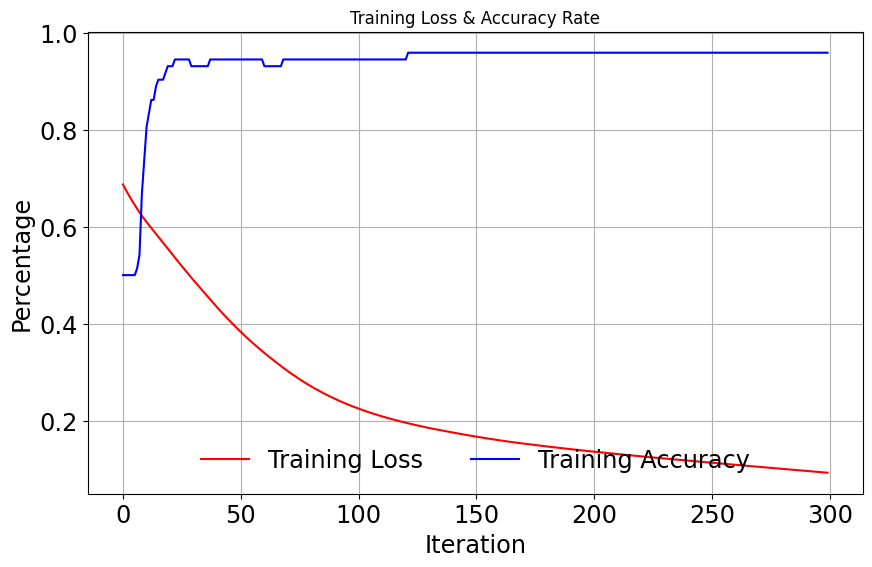 Training Loss & Accuracy Rate
1.0
0.8
0.6
0.4
0.2
Percentage
Training Loss Training Accuracy
0 50 100 150 200 250 300
Iteration